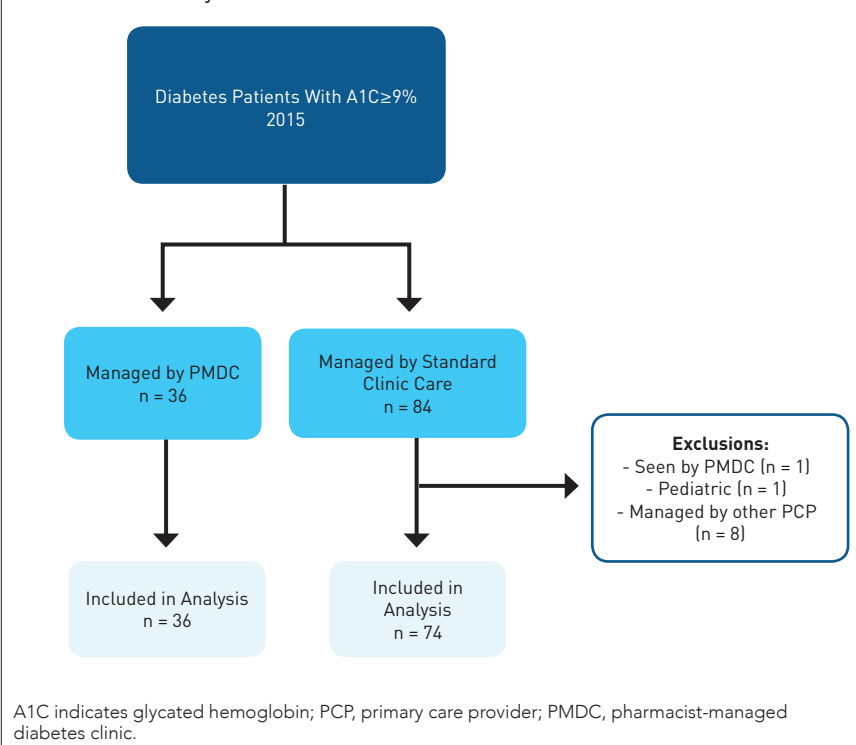 Diabetes Patients With A1C≥9%
2015
Managed by PMDC
n = 36
Managed by Standard
Clinic Care
n = 84
Exclusions:
- Seen by PMDC (n = 1)
- Pediatric (n = 1)
- Managed by other PCP
(n = 8)
Included in Analysis
n = 36
Included in
Analysis
n = 74
A1C indicates glycated hemoglobin; PCP, primary care provider; PMDC, pharmacist-managed
diabetes clinic.